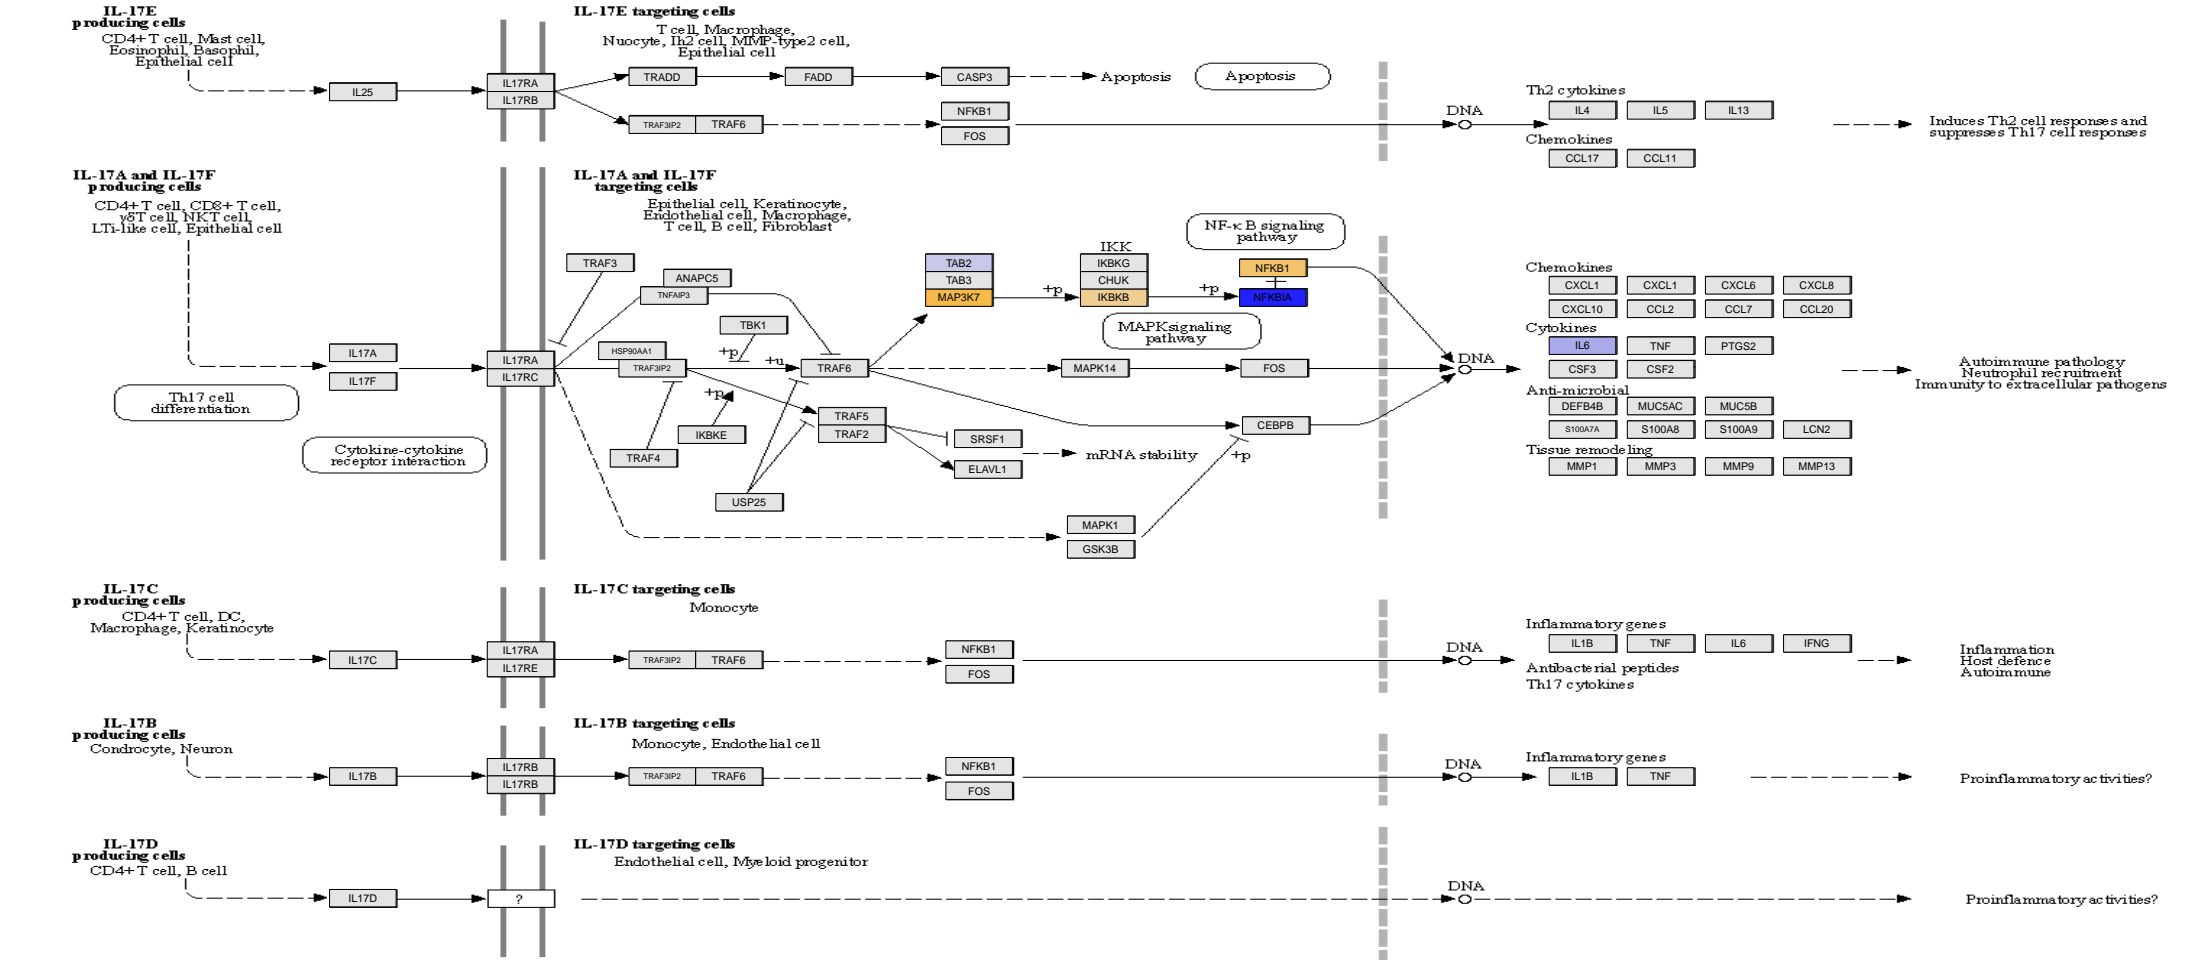 IL-17E
producing cells
CD4+ T cell, Mast cell,
Eosinophil, Basophil,
Epithelial cell
IL25
IL17RA
IL17RB
IL-17E targeting cells
T cell, Macrophage,
Nuocyte, Ih2 cell, MMP-type2 cell,
Epithelial cell
TRADD
FADD
CASP3
Apoptosis
Apoptosis
TRAF3IP2
TRAF6
NFKB1
FOS
DNA
Th2 cytokines
IL4
IL5
IL13
Chemokines
CCL17
CCL11
Induces Th2 cell responses and
suppresses Th17 cell responses
IL-17A and IL-17F
producing cells
CD4+ T cell, CD8+ T cell,
γδT cell, NKT cell,
LTi-like cell, Epithelial cell
IL17A
IL17F
Th17 cell
differentiation
Cytokine-cytokine
receptor interaction
IL17RA
IL17RC
IL-17A and IL-17F
targeting cells
Epithelial cell, Keratinocyte,
Endothelial cell, Macrophage,
T cell, B cell, Fibroblast
TRAF3
ANAPC5
TNFAIP3
TBK1
+p
+u
HSP90AA1
TRAF3IP2
TRAF6
+p
IKBKE
TRAF4
USP25
TRAF5
TRAF2
SRSF1
ELAVL1
mRNA stability
TAB2
TAB3
MAP3K7
+p
IKK
IKBKG
CHUK
IKBKB
+p
NF-κ B signaling
pathway
NFKB1
NFKBIA
MAPK signaling
pathway
MAPK14
FOS
CEBPB
+p
MAPK1
GSK3B
DNA
Chemokines
CXCL1
CXCL1
CXCL6
CXCL8
CXCL10
CCL2
CCL7
CCL20
Cytokines
IL6
TNF
PTGS2
CSF3
CSF2
Anti-microbial
DEFB4B
MUC5AC
MUC5B
S100A7A
S100A8
S100A9
LCN2
Tissue remodeling
MMP1
MMP3
MMP9
MMP13
Autoimmune pathology
Neutrophil recruitment
Immunity to extracellular pathogens
IL-17C
producing cells
CD4+ T cell, DC,
Macrophage, Keratinocyte
IL17C
IL17RA
IL17RE
IL-17C targeting cells
Monocyte
TRAF3IP2
TRAF6
NFKB1
FOS
DNA
Inflammatory genes
IL1B
TNF
IL6
IFNG
Antibacterial peptides
Th17 cytokines
Inflammation
Host defence
Autoimmune
IL-17B
producing cells
Condrocyte, Neuron
IL17B
IL17RB
IL17RB
IL-17B targeting cells
Monocyte, Endothelial cell
TRAF3IP2
TRAF6
NFKB1
FOS
DNA
Inflammatory genes
IL1B
TNF
Proinflammatory activities?
IL-17D
producing cells
CD4+ T cell, B cell
IL17D
?
IL-17D targeting cells
Endothelial cell, Myeloid progenitor
DNA
Proinflammatory activities?